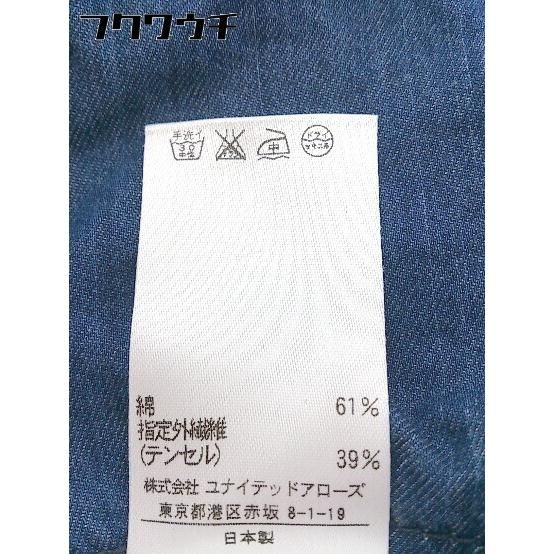 フクウウチ
手洗イ
30
中性
中
ドライ
セキユ系
綿 61%
指定外繊維
(テンセル) 39%
株式会社 ユナイテッドアローズ
東京都港区赤坂 8-1-19
日本製